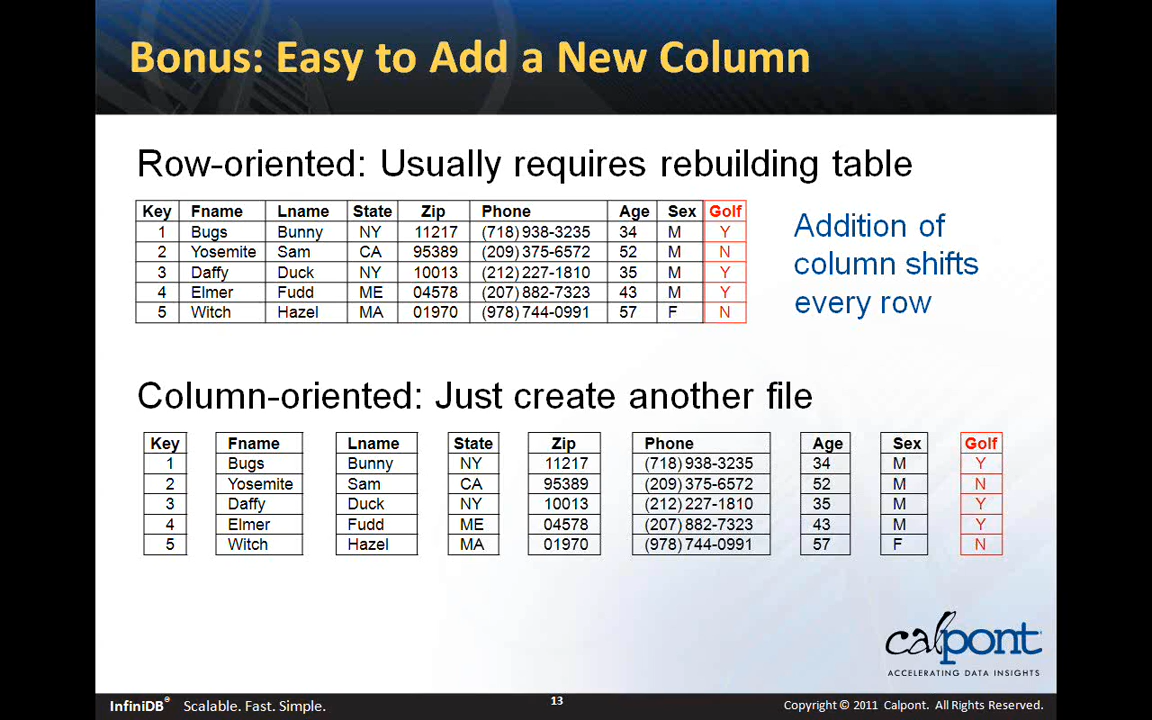 Bonus: Easy to Add a New Column
Row-oriented: Usually requires rebuilding table
Key Fname Lname State Zip Phone Age Sex Golf
1 Bugs Bunny NY 11217 (718) 938-3235 34 M Y
2 Yosemite Sam CA 95389 (209) 375-6572 52 M N
3 Daffy Duck NY 10013 (212) 227-1810 35 M Y
4 Elmer Fudd ME 04578 (207) 882-7323 43 M Y
5 Witch Hazel MA 01970 (978) 744-0991 57 F N
Addition of
column shifts
every row
Column-oriented: Just create another file
Key Fname Lname State Zip Phone Age Sex Golf
1 Bugs Bunny NY 11217 (718) 938-3235 34 M Y
2 Yosemite Sam CA 95389 (209) 375-6572 52 M N
3 Daffy Duck NY 10013 (212) 227-1810 35 M Y
4 Elmer Fudd ME 04578 (207) 882-7323 43 M Y
5 Witch Hazel MA 01970 (978) 744-0991 57 F N
calpont
ACCELERATING DATA INSIGHTS
InfiniDB® Scalable. Fast. Simple. 13 Copyright © 2011 Calpont. All Rights Reserved.